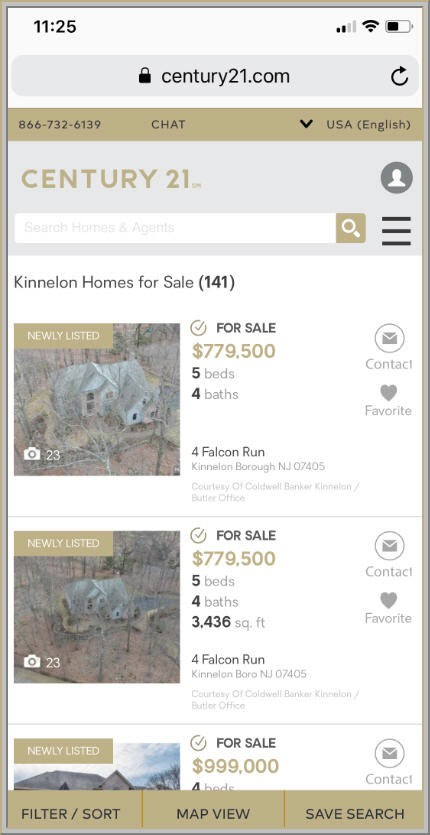 11:25
century21.com
866-732-6139 CHAT USA (English)
CENTURY 21 SM
Search Homes & Agents
Kinnelon Homes for Sale (141)
NEWLY LISTED
FOR SALE
$779,500
5 beds
4 baths
Contact
Favorite
23
4 Falcon Run
Kinnelon Borough NJ 07405
Courtesy Of Coldwell Banker Kinnelon /
Butler Office
NEWLY LISTED
FOR SALE
$779,500
5 beds
4 baths
3,436 sq. ft
Contact
Favorite
23
4 Falcon Run
Kinnelon Boro NJ 07405
Courtesy Of Coldwell Banker Kinnelon /
Butler Office
NEWLY LISTED
FOR SALE
$999,000
4 beds
Contact
FILTER / SORT MAP VIEW SAVE SEARCH